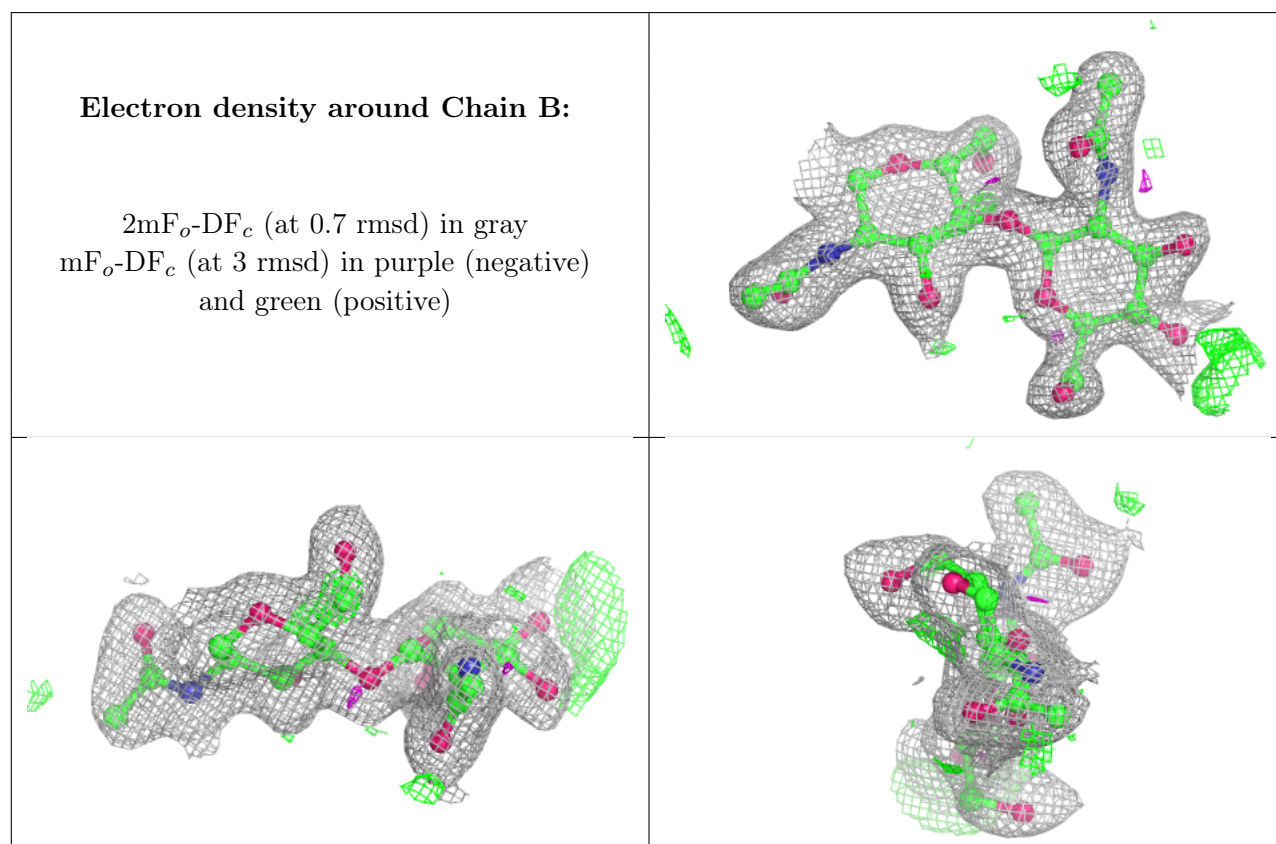 Electron density around Chain B:
2mFo-DFc (at 0.7 rmsd) in gray
mFo-DFc (at 3 rmsd) in purple (negative)
and green (positive)